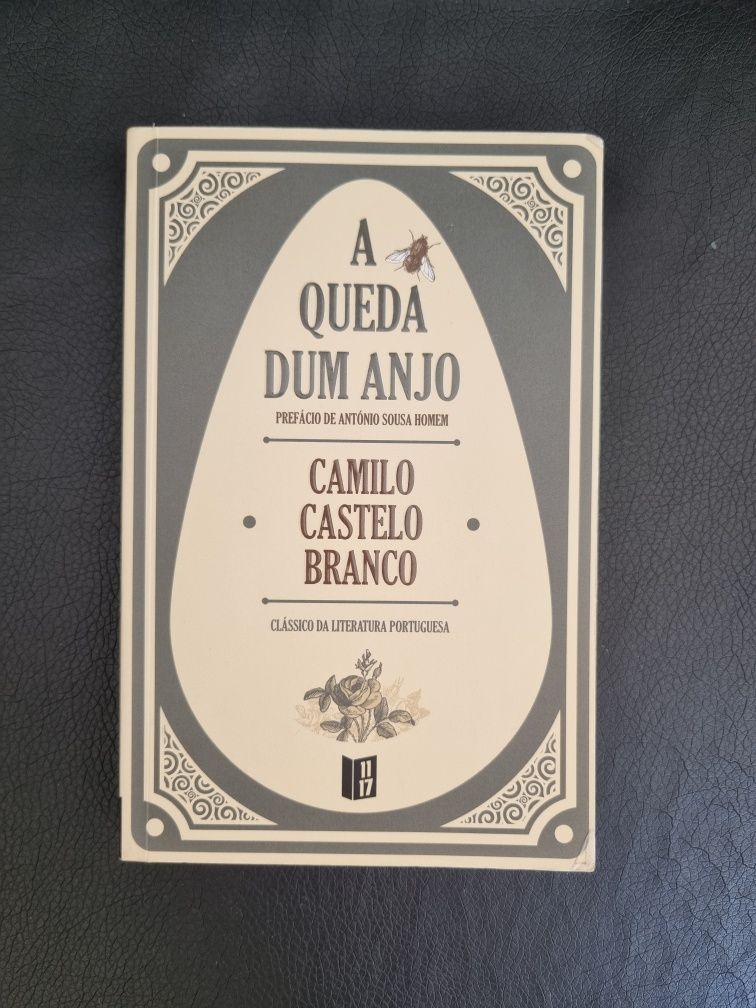 A
QUEDA
DUM ANJO
PREFÁCIO DE ANTÓNIO SOUSA HOMEM
CAMILO
CASTELO
BRANCO
CLÁSSICO DA LITERATURA PORTUGUESA
11
17